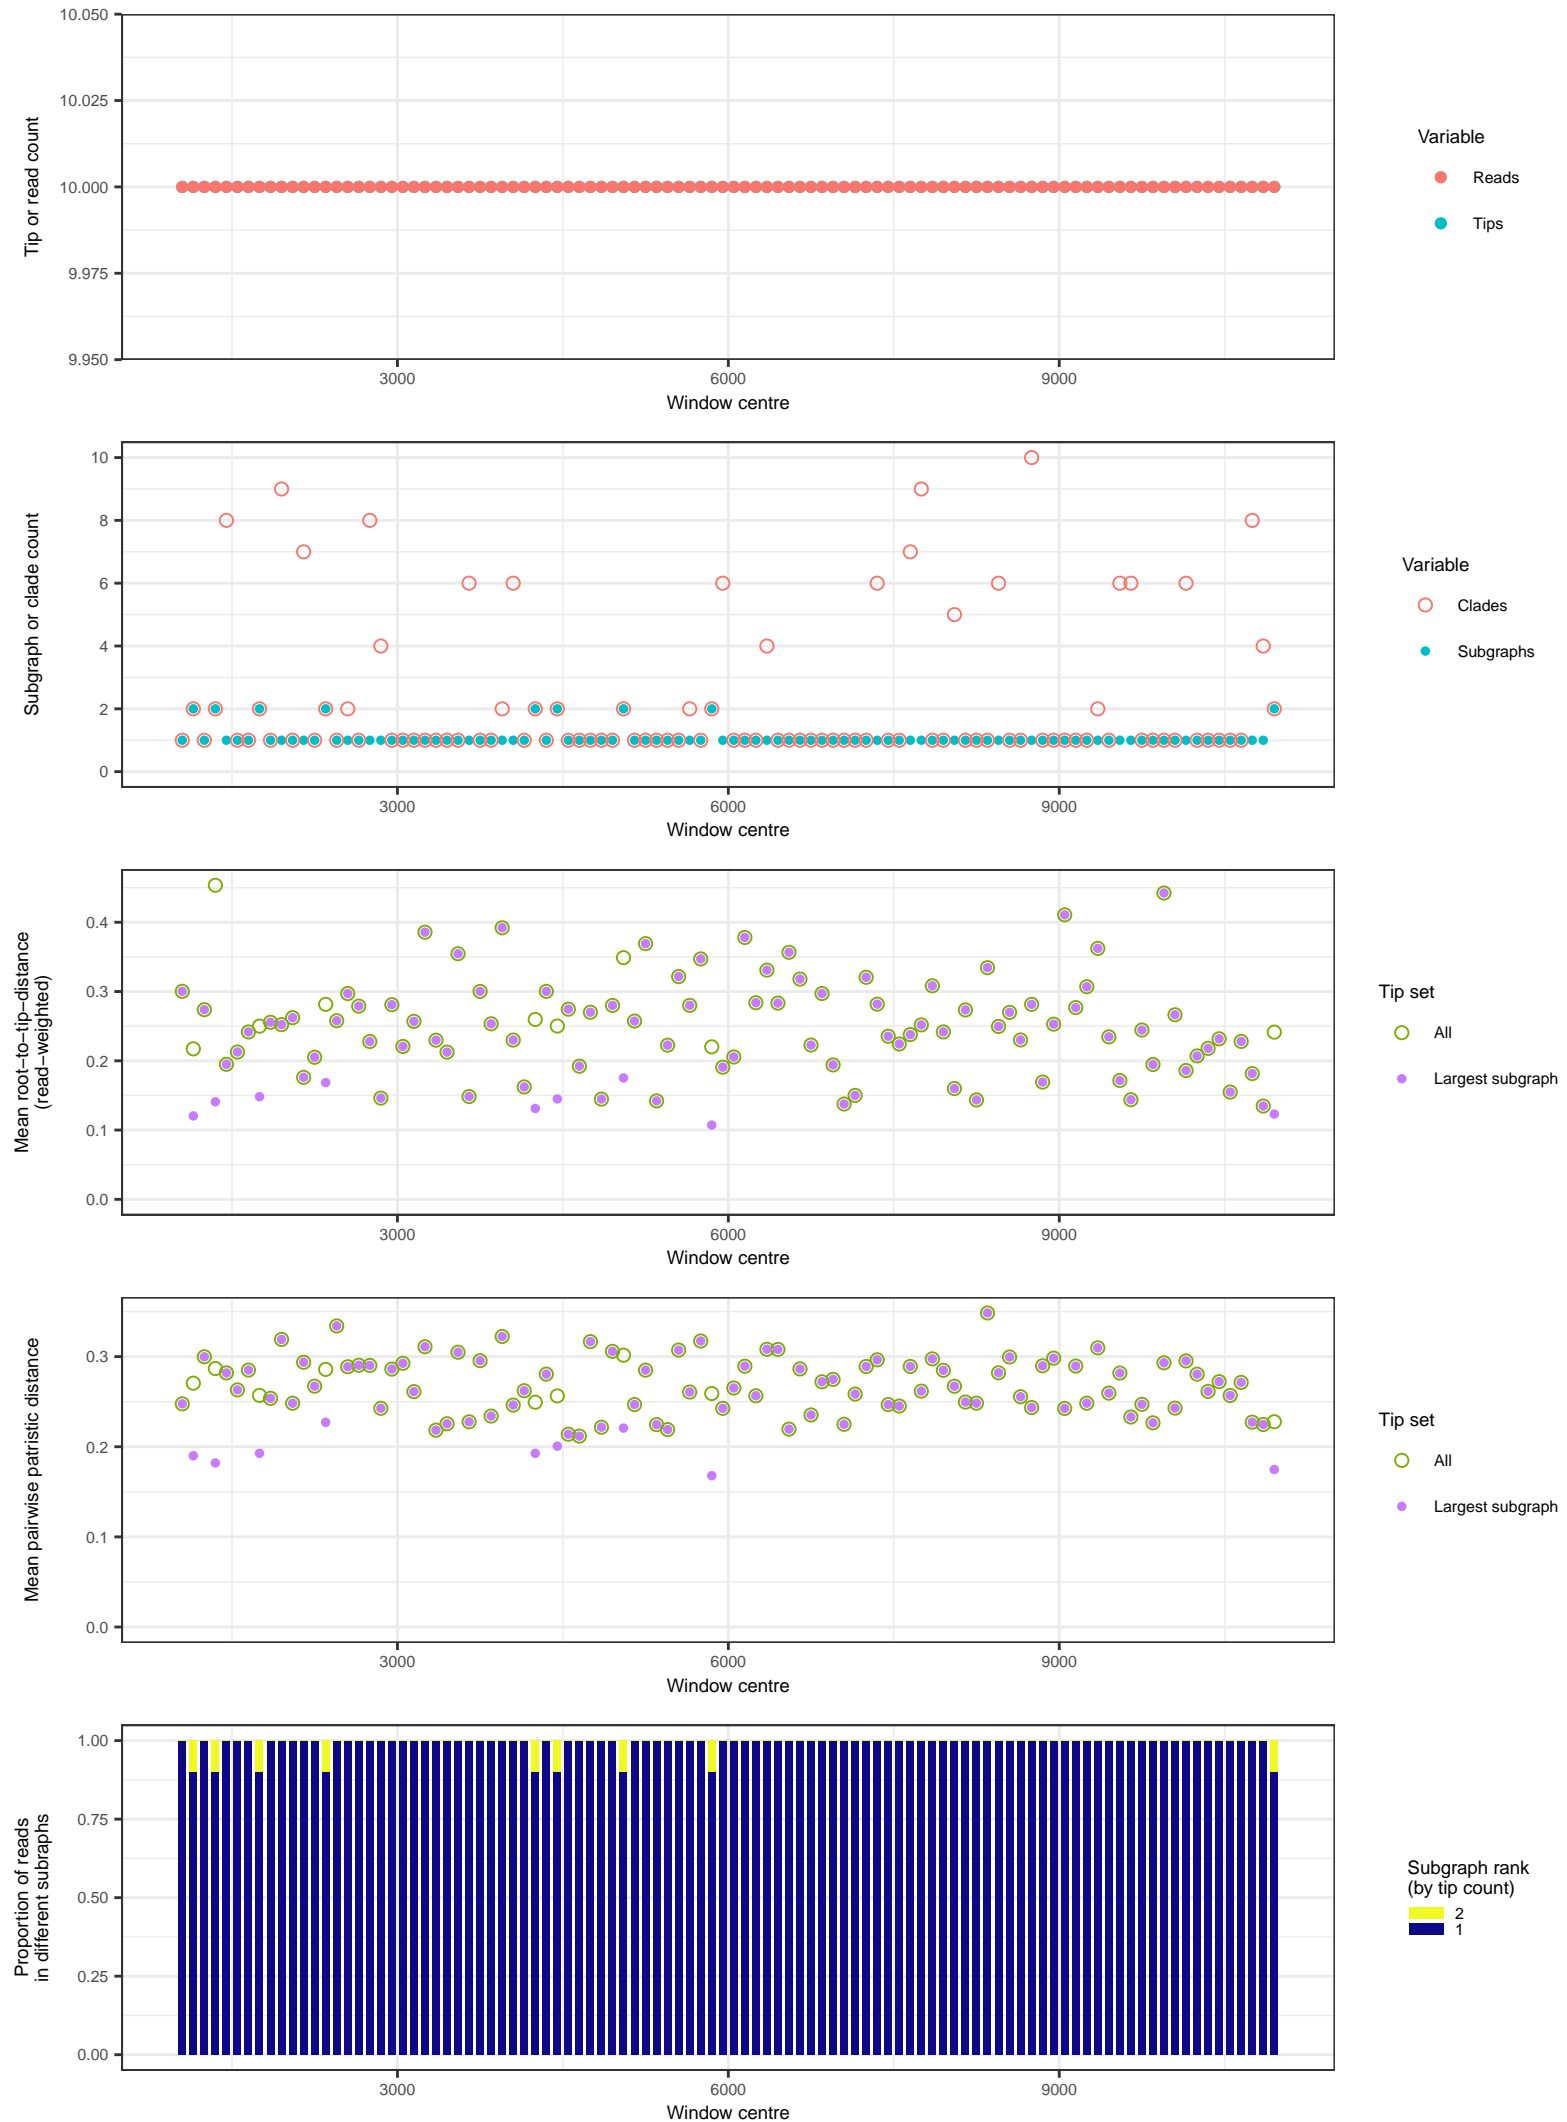 10.050
10.025
10.000
9.975
9.950
Tip or read count
3000
6000
9000
Window centre
Variable
Reads
Tips
10
8
6
4
2
0
Subgraph or clade count
3000
6000
9000
Window centre
Variable
Clades
Subgraphs
0.4
0.3
0.2
0.1
0.0
Mean root−to−tip−distance
(read−weighted)
3000
6000
9000
Window centre
Tip set
All
Largest subgraph
0.3
0.2
0.1
0.0
Mean pairwise patristic distance
3000
6000
9000
Window centre
Tip set
All
Largest subgraph
1.00
0.75
0.50
0.25
0.00
Proportion of reads
in different subraphs
3000
6000
9000
Window centre
Subgraph rank
(by tip count)
2
1